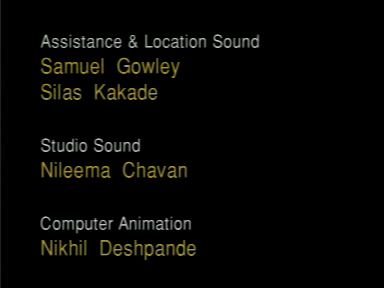 Assistance & Location Sound
Samuel Gowley
Silas Kakade
Studio Sound
Nileema Chavan
Computer Animation
Nikhil Deshpande